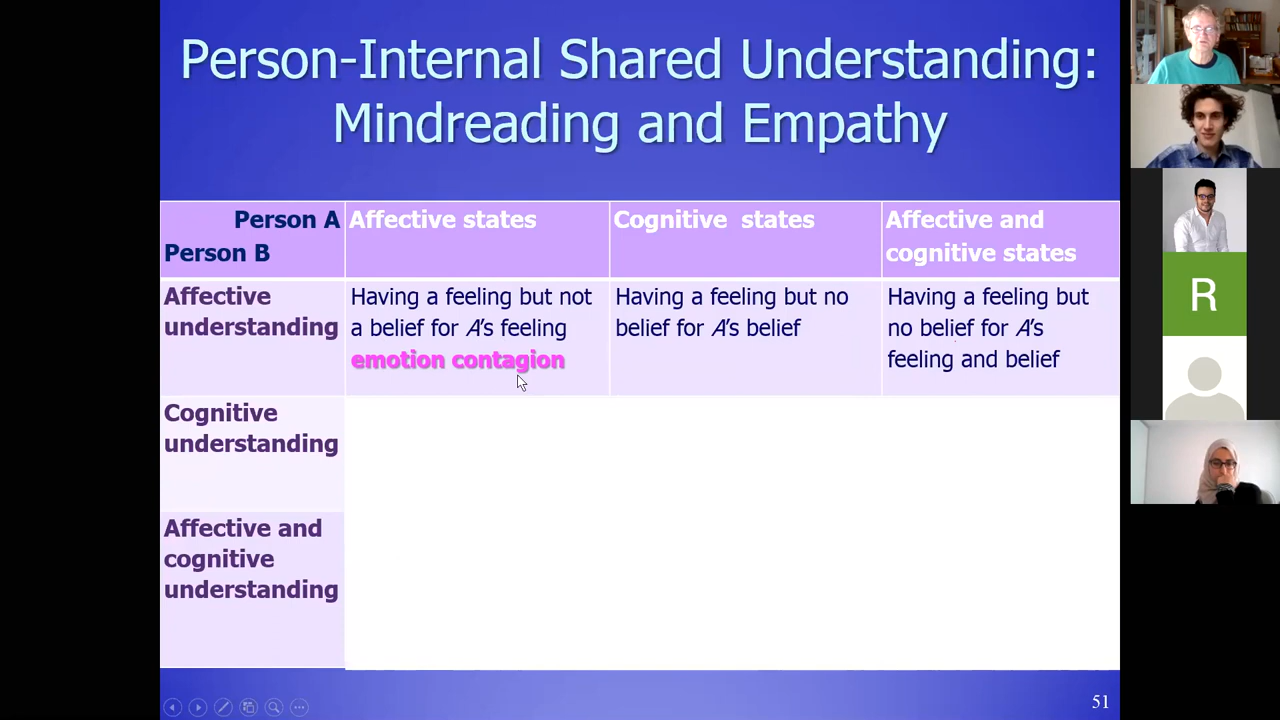 Person-Internal Shared Understanding:
Mindreading and Empathy
Person A
Person B
Affective states
Cognitive states
Affective and
cognitive states
Affective
understanding
Having a feeling but not
a belief for A's feeling
emotion contagion
Having a feeling but no
belief for A's belief
Having a feeling but
no belief for A's
feeling and belief
Cognitive
understanding
Affective and
cognitive
understanding
51
R